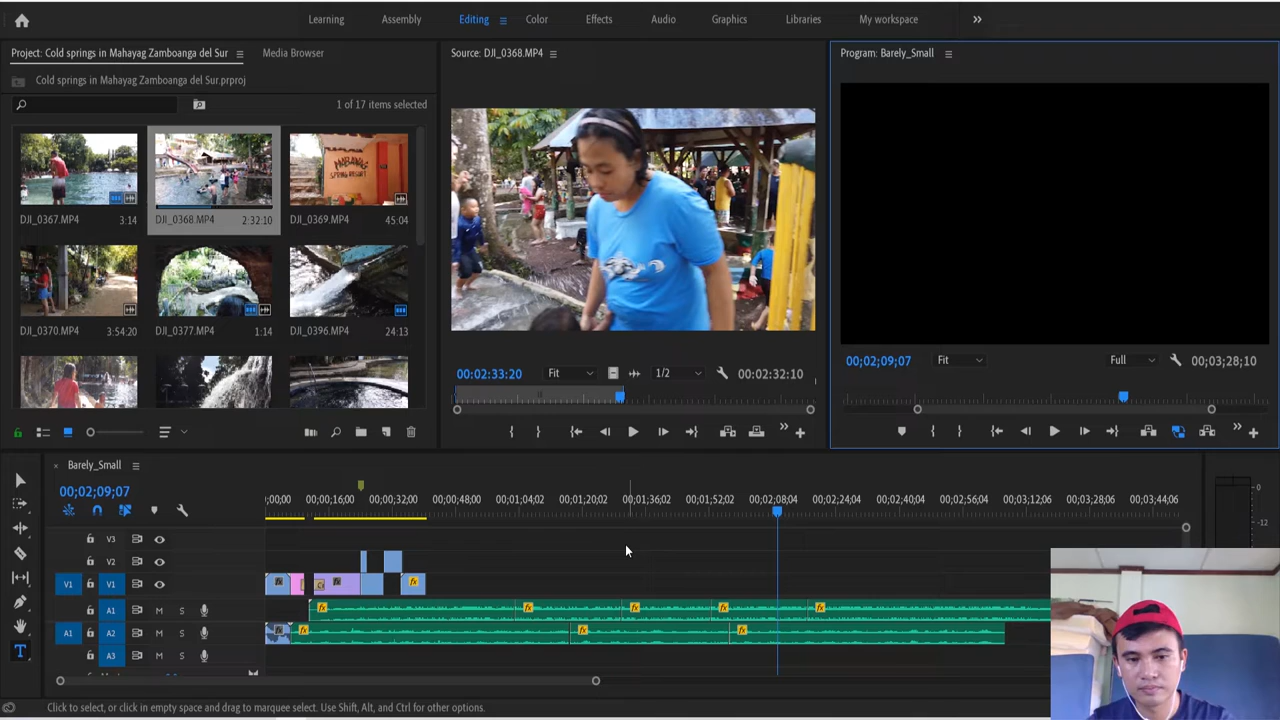 Learning Assembly Editing Color Effects Audio Graphics Libraries My workspace
Project: Cold springs in Mahayag Zamboanga del Sur Media Browser
Cold springs in Mahayag Zamboanga del Sur.prproj
1 of 17 items selected
DJI_0367.MP4 3:14
DJI_0368.MP4 2:32:10
DJI_0369.MP4 45:04
DJI_0370.MP4 3:54:20
DJI_0377.MP4 1:14
DJI_0396.MP4 24:13
Source: DJI_0368.MP4
00:02:33:20 Fit 1/2 00:02:32:10
Program: Barely_Small
00;02;09;07 Fit Full 00;03;28;10
Barely_Small
00;02;09;07
;00;00 00;00;16;00 00;00;32;00 00;00;48;00 00;01;04;02 00;01;20;02 00;01;36;02 00;01;52;02 00;02;08;04 00;02;24;04 00;02;40;04 00;02;56;04 00;03;12;06 00;03;28;06 00;03;44;06
V3
V2
V1 V1
A1 M S
A1 A2 M S
A3 M S
0
-12
Click to select, or click in empty space and drag to marquee select. Use Shift, Alt, and Ctrl for other options.